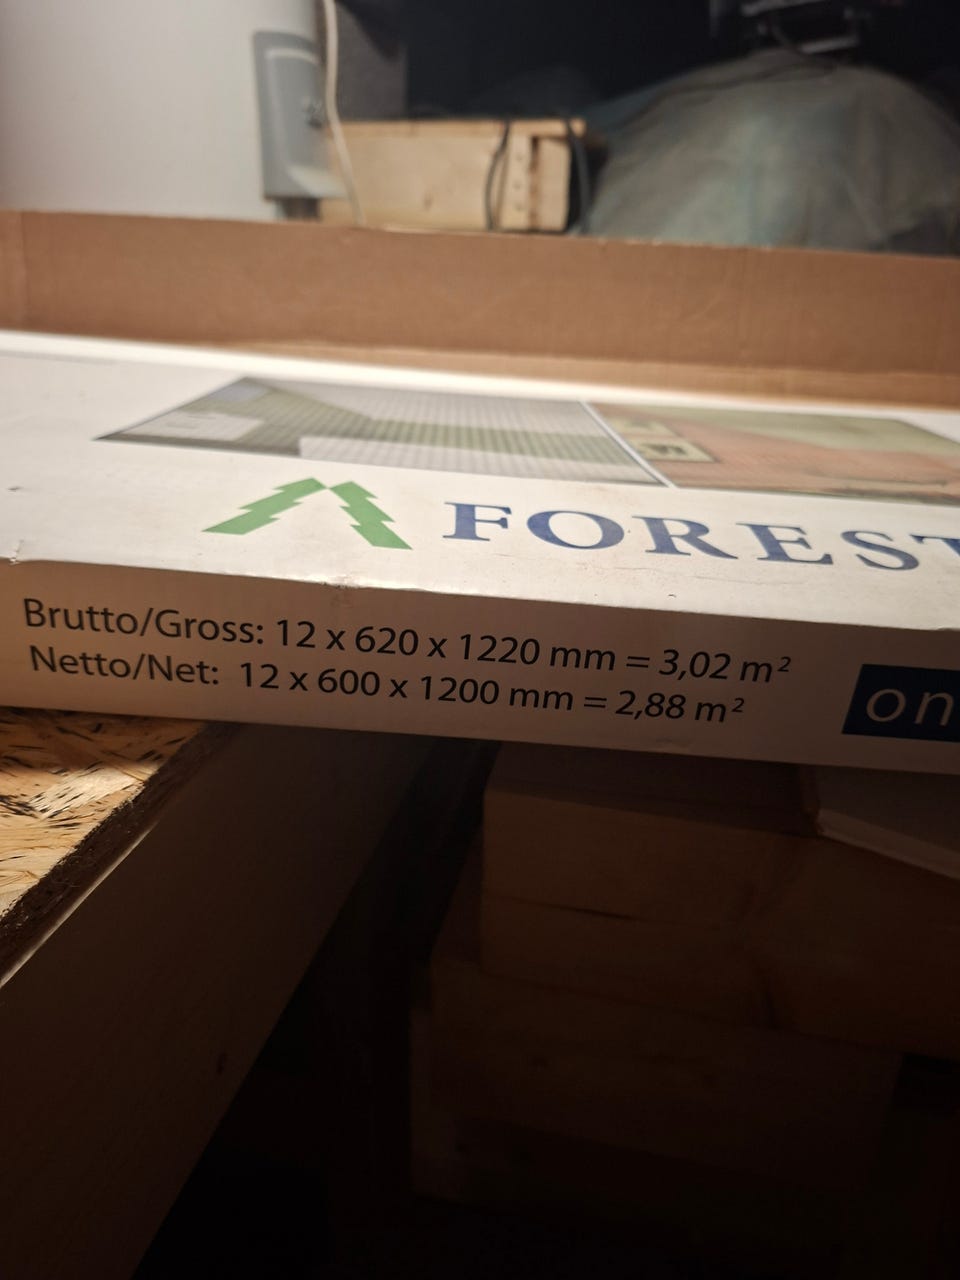 FOREST
Brutto/Gross: 12 x 620 x 1220 mm = 3,02 m²
Netto/Net: 12 x 600 x 1200 mm = 2,88 m²
on